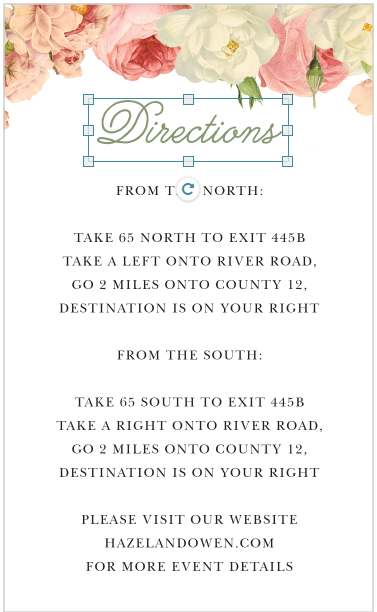 Directions
FROM T NORTH:
TAKE 65 NORTH TO EXIT 445B
TAKE A LEFT ONTO RIVER ROAD,
GO 2 MILES ONTO COUNTY 12,
DESTINATION IS ON YOUR RIGHT
FROM THE SOUTH:
TAKE 65 SOUTH TO EXIT 445B
TAKE A RIGHT ONTO RIVER ROAD,
GO 2 MILES ONTO COUNTY 12,
DESTINATION IS ON YOUR RIGHT
PLEASE VISIT OUR WEBSITE
HAZELANDOWEN.COM
FOR MORE EVENT DETAILS